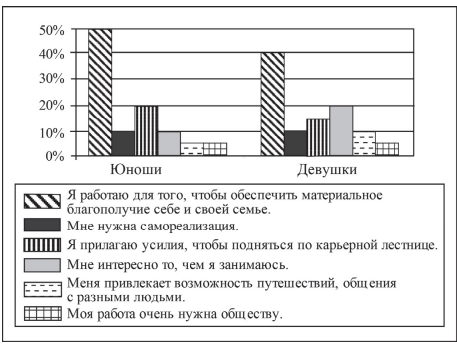 50%
40%
30%
20%
10%
0%
Юноши Девушки
Я работаю для того, чтобы обеспечить материальное
благополучие себе и своей семье.
Мне нужна самореализация.
Я прилагаю усилия, чтобы подняться по карьерной лестнице.
Мне интересно то, чем я занимаюсь.
Меня привлекает возможность путешествий, общения
с разными людьми.
Моя работа очень нужна обществу.